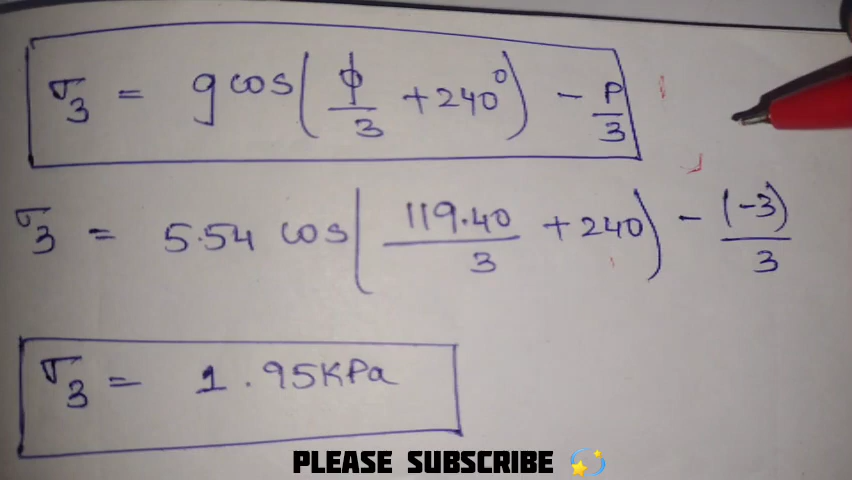 σ₃ = g cos(ϕ/3 + 240°) - P/3
σ₃ = 5.54 cos(119.40/3 + 240) - (-3)/3
σ₃ = 1.95KPa
PLEASE SUBSCRIBE 💫